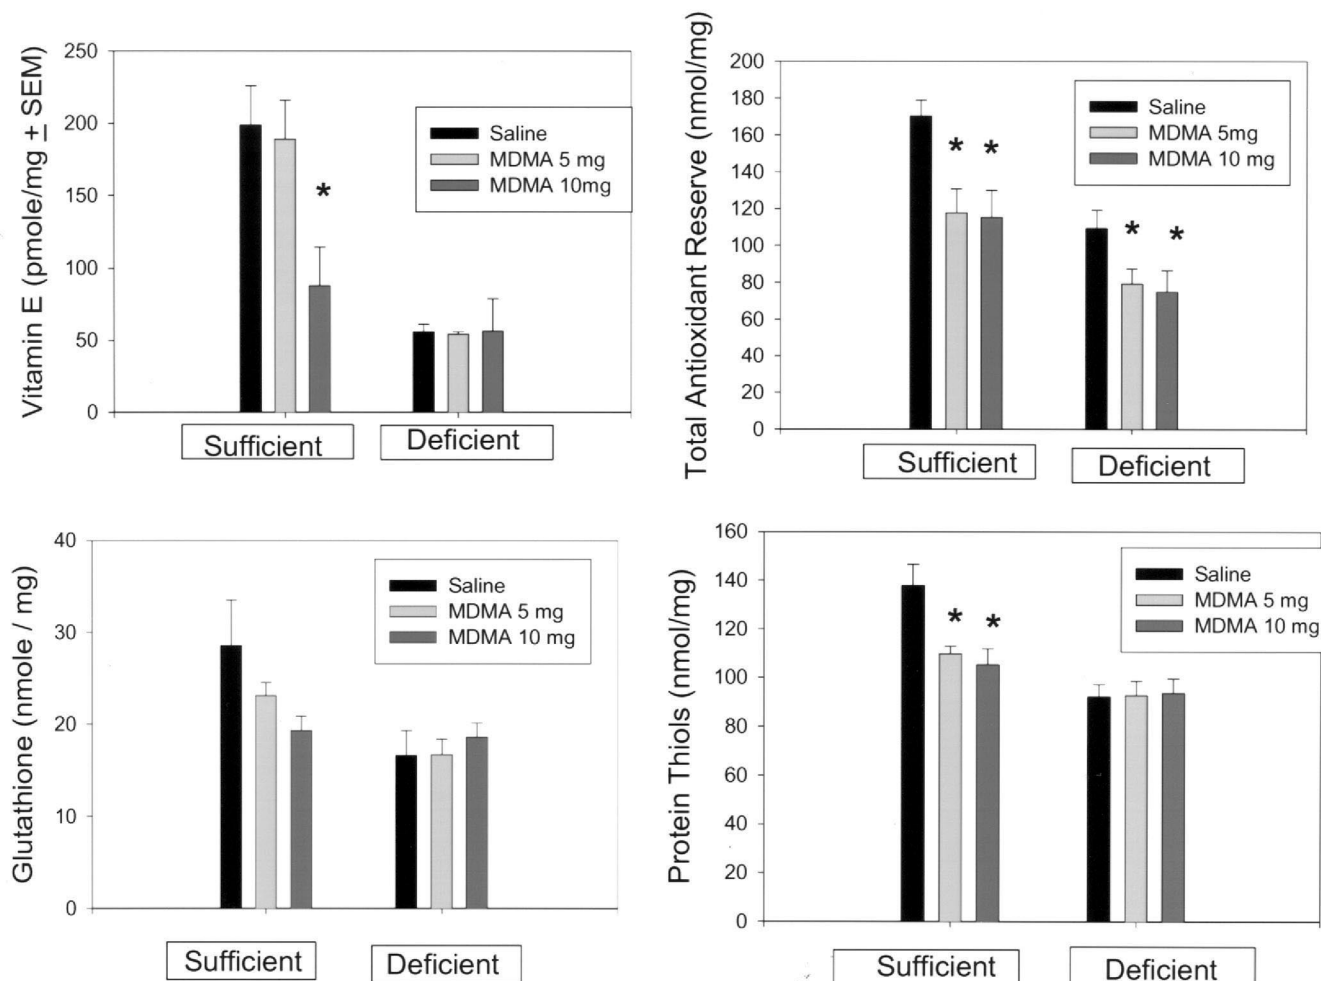 Vitamin E (pmole/mg ± SEM)
250
200
150
100
50
0
Saline
MDMA 5 mg
MDMA 10mg
*
Sufficient
Deficient
Total Antioxidant Reserve (nmol/mg)
200
180
160
140
120
100
80
60
40
20
0
Saline
MDMA 5mg
MDMA 10 mg
* *
* *
Sufficient
Deficient
Glutathione (nmole / mg)
40
30
20
10
0
Saline
MDMA 5 mg
MDMA 10 mg
Sufficient
Deficient
Protein Thiols (nmol/mg)
160
140
120
100
80
60
40
20
0
Saline
MDMA 5 mg
MDMA 10 mg
* *
Sufficient
Deficient